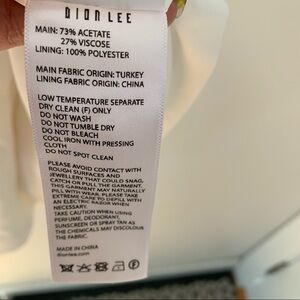 DION LEE
MAIN: 73% ACETATE
27% VISCOSE
LINING: 100% POLYESTER
MAIN FABRIC ORIGIN: TURKEY
LINING FABRIC ORIGIN: CHINA
LOW TEMPERATURE SEPARATE
DRY CLEAN (F) ONLY
DO NOT WASH
DO NOT TUMBLE DRY
DO NOT BLEACH
COOL IRON WITH PRESSING
CLOTH
DO NOT SPOT CLEAN
PLEASE AVOID CONTACT WITH
ROUGH SURFACES AND
JEWELLERY THAT COULD SNAG,
CATCH OR PULL THE GARMENT.
THIS GARMENT MAY NATURALLY
PILL WITH WEAR. TAKE
EXTREME CARE TO DEPILL WITH
AN ELECTRIC RAZOR WHEN
NECESSARY.
TAKE CAUTION WHEN USING
PERFUME, DEODORANT,
SUNSCREEN OR SPRAY TAN AS
THE CHEMICALS MAY DISCOLOUR
THE FABRIC.
MADE IN CHINA
dionlee.com